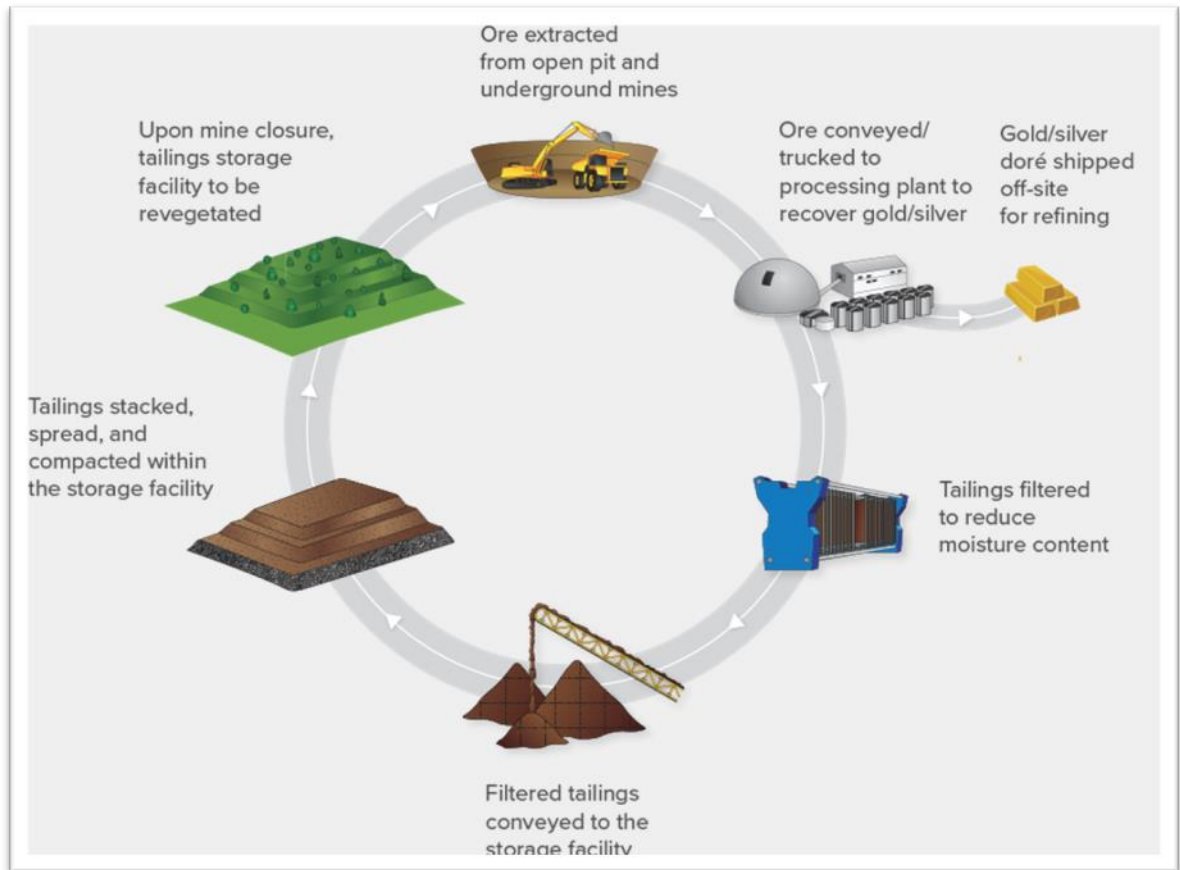 Ore extracted
from open pit and
underground mines
Ore conveyed/
trucked to
processing plant to
recover gold/silver
Gold/silver
doré shipped
off-site
for refining
Tailings filtered
to reduce
moisture content
Filtered tailings
conveyed to the
storage facility
Tailings stacked,
spread, and
compacted within
the storage facility
Upon mine closure,
tailings storage
facility to be
revegetated